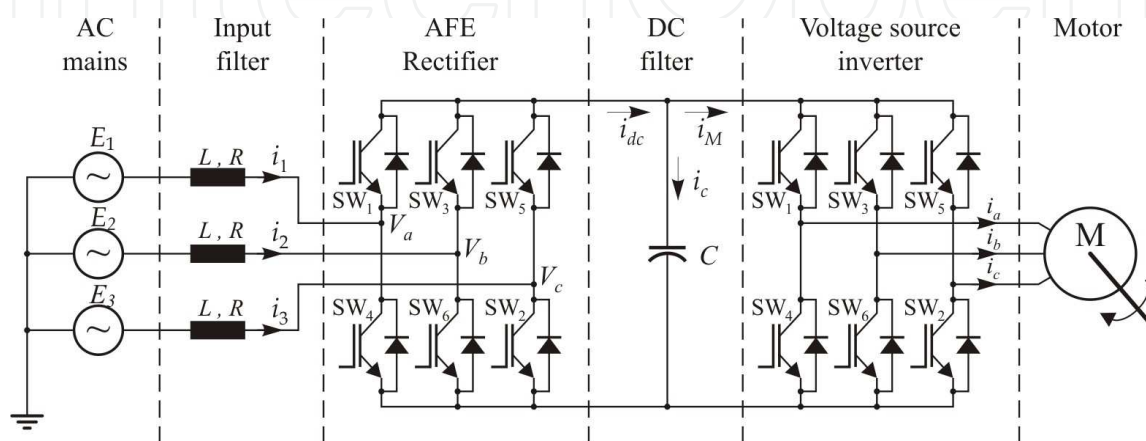 AC mains
Input filter
AFE Rectifier
DC filter
Voltage source inverter
Motor
E1
E2
E3
L , R
L , R
L , R
i1
i2
i3
SW1
SW3
SW5
Va
Vb
Vc
SW4
SW6
SW2
idc
iM
ic
C
SW1
SW3
SW5
SW4
SW6
SW2
ia
ib
ic
M